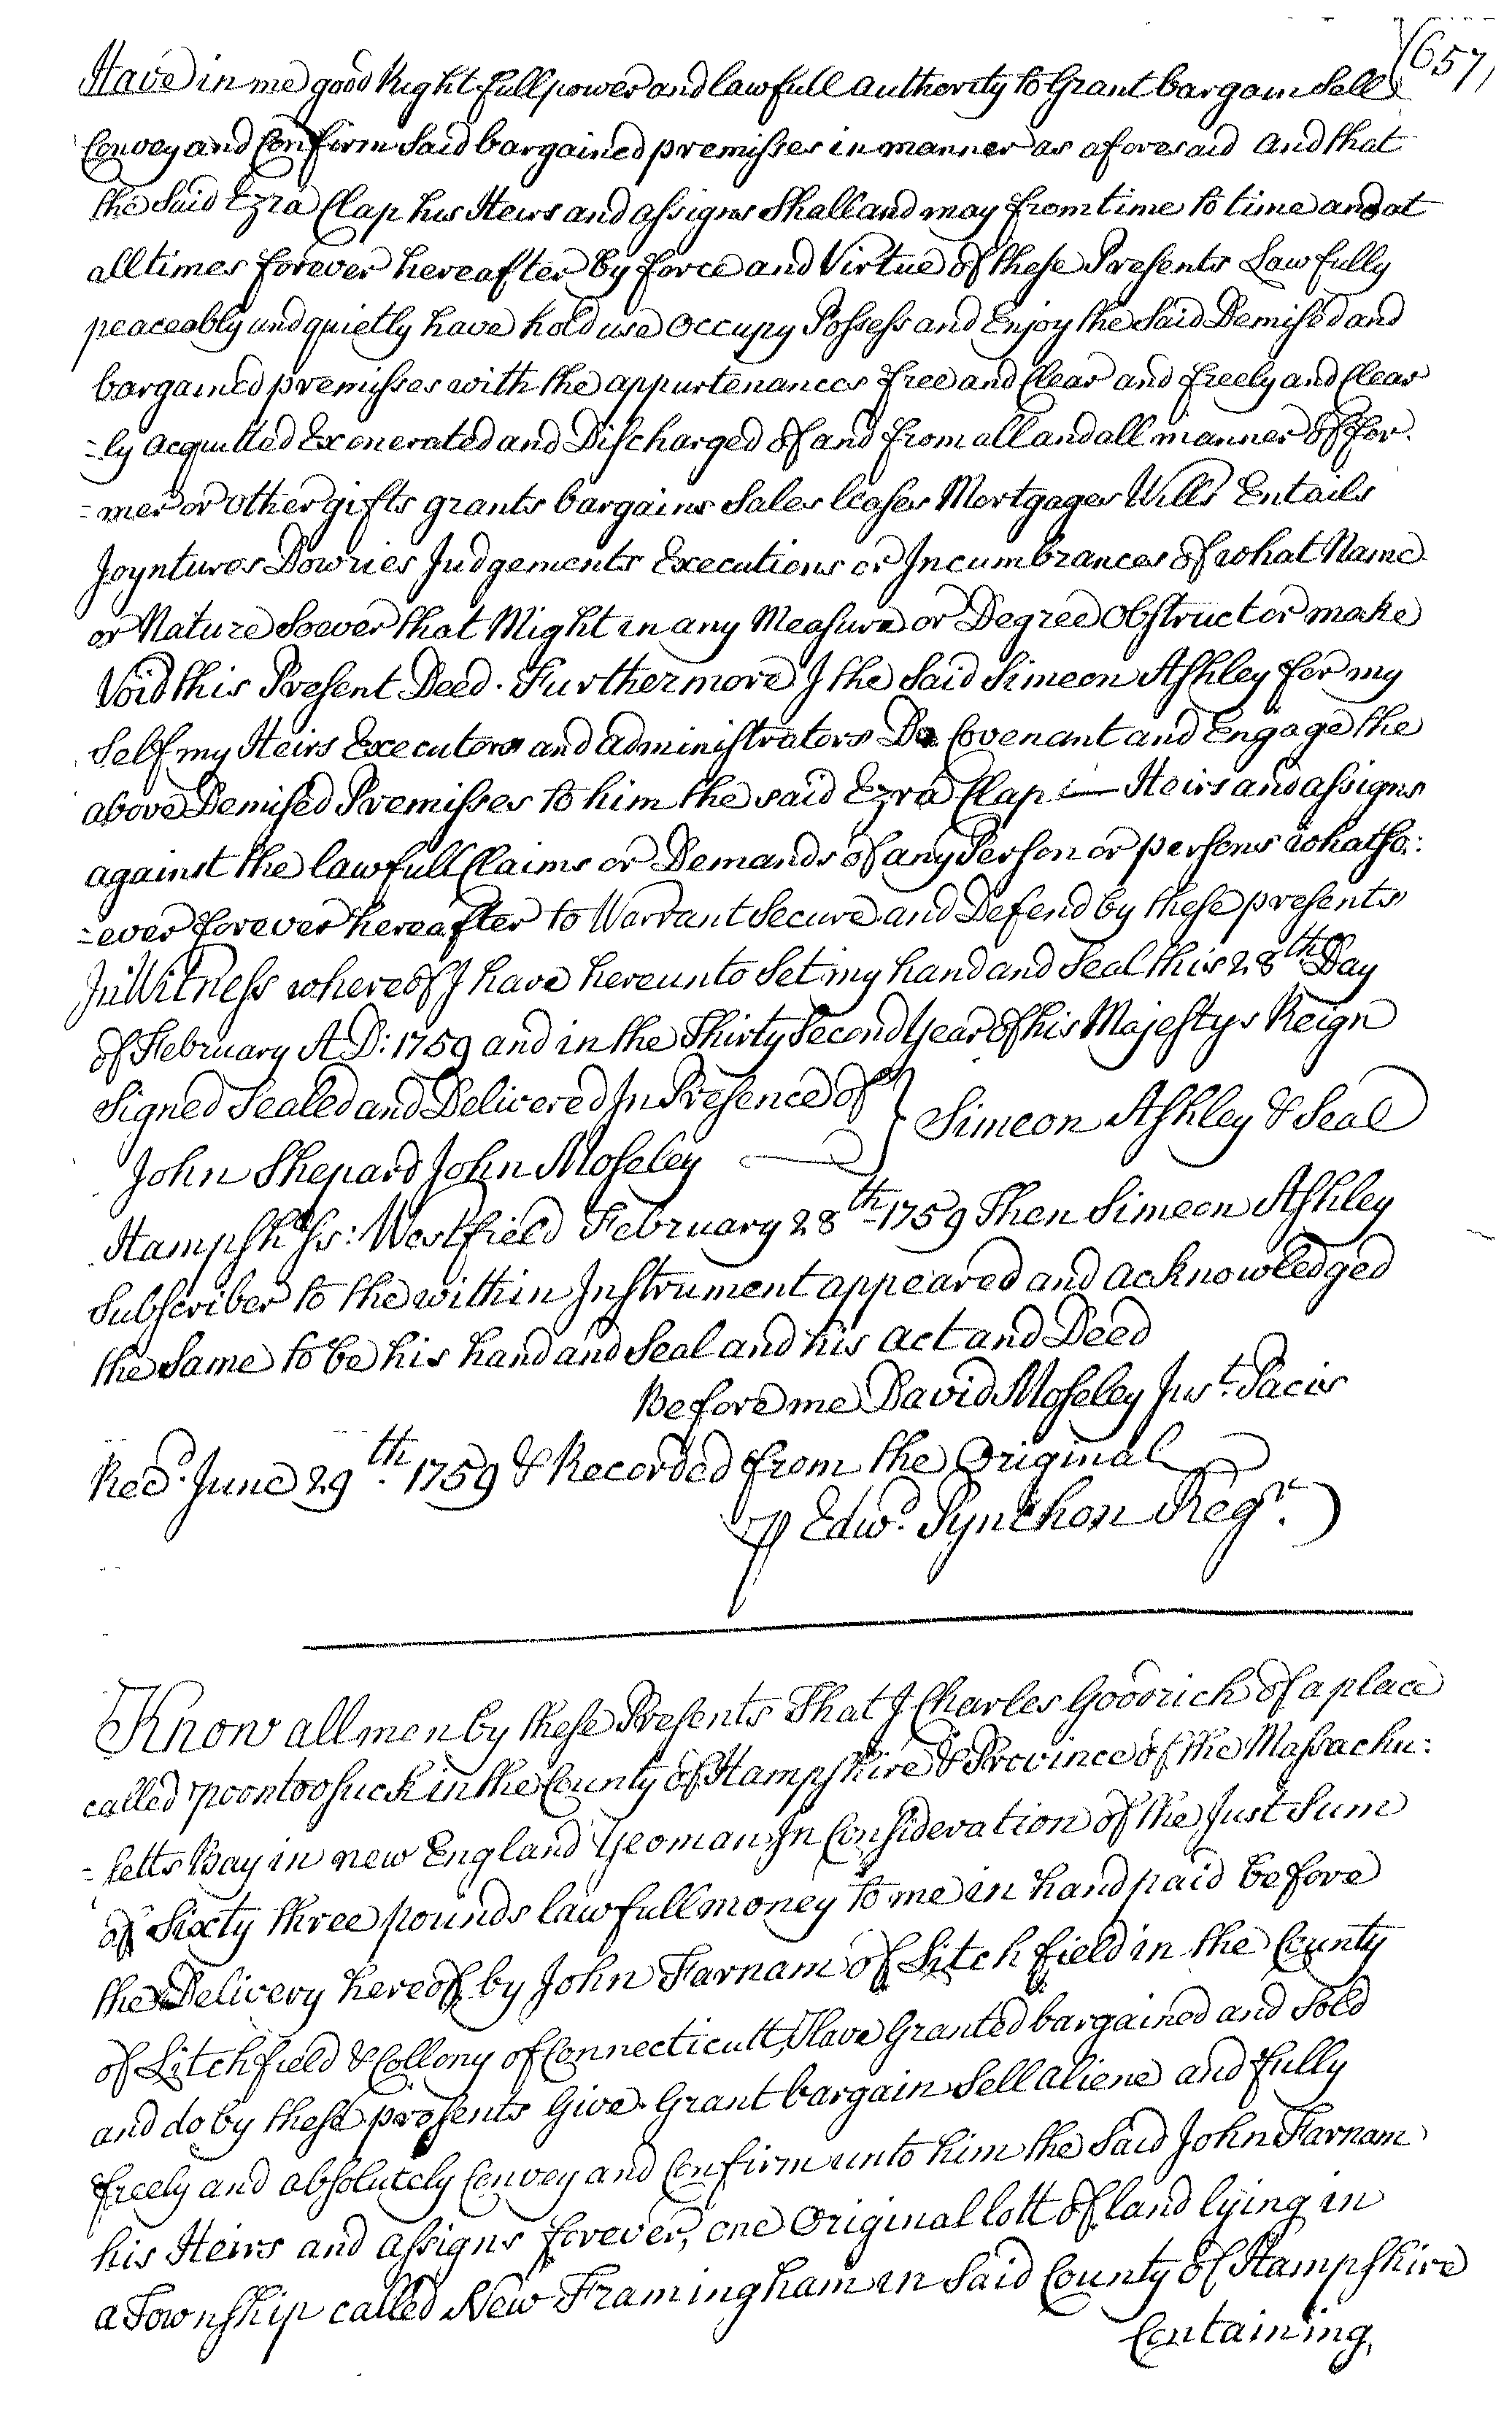 (657)
Have in me good Right full power and lawfull authority to Grant bargain Sell
Convey and Confirm Said bargained premisses in manner as aforesaid and that
the Said Ezra Clap his Heirs and assigns Shall and may from time to time and at
all times forever hereafter by force and Virtue of these Presents Lawfully
peaceably and quietly have hold use Occupy Possess and Enjoy the Said Demised and
bargained premisses with the appurtenances free and Clear and freely and Clear
=ly acquitted Exonerated and Discharged of and from all and all manner of for.
=mer or other gifts grants bargains Sales leases Mortgages Wills Entails
Joyntures Dowries Judgements Executions or Incumbrances of what Name
or Nature Soever that Might in any Measure or Degree Obstruct or make
Void this Present Deed. Furthermore I the Said Simeon Ashley for my
Self my Heirs Executors and administrators Do Covenant and Engage the
above Demised Premisses to him the said Ezra Clap — Heirs and assigns
against the lawfull Claims or Demands of any Person or persons whatso:
=ever forever hereafter to Warrant Secure and Defend by these presents
In Witness whereof I have hereunto Set my hand and Seal this 28th Day
of February A D: 1759 and in the Thirty Second Year of his Majestys Reign
Signed Sealed and Delivered In Presence of } Simeon Ashley & Seal
John Shepard John Moseley
Hampshr. ss: Westfield February 28th 1759 Then Simeon Ashley
Subscriber to the within Instrument appeared and acknowledged
the Same to be his hand and Seal and his act and Deed
Before me David Moseley Just. Pacis
Recd. June 29th. 1759 & Recorded from the Original
⅌ Edwd. Pynchon Regr.
Know all men by these Presents That I Charles Goodrich of a place
called poontoosuck in the County of Hampshire & Province of the Massachu:
=setts Bay in new England Yeoman In Consideration of the Just Sum
of Sixty three pounds lawfull money to me in hand paid before
the Delivery hereof by John Farnam of Litchfield in the County
of Litchfield & Collony of Connecticutt, Have Granted bargained and Sold
and do by these presents Give Grant bargain Sell aliene and fully
freely and absolutely Convey and Confirm unto him the Said John Farnam
his Heirs and assigns forever, one Original lott of land lying in
a Township called New Framingham in Said County of Hampshire
Containing